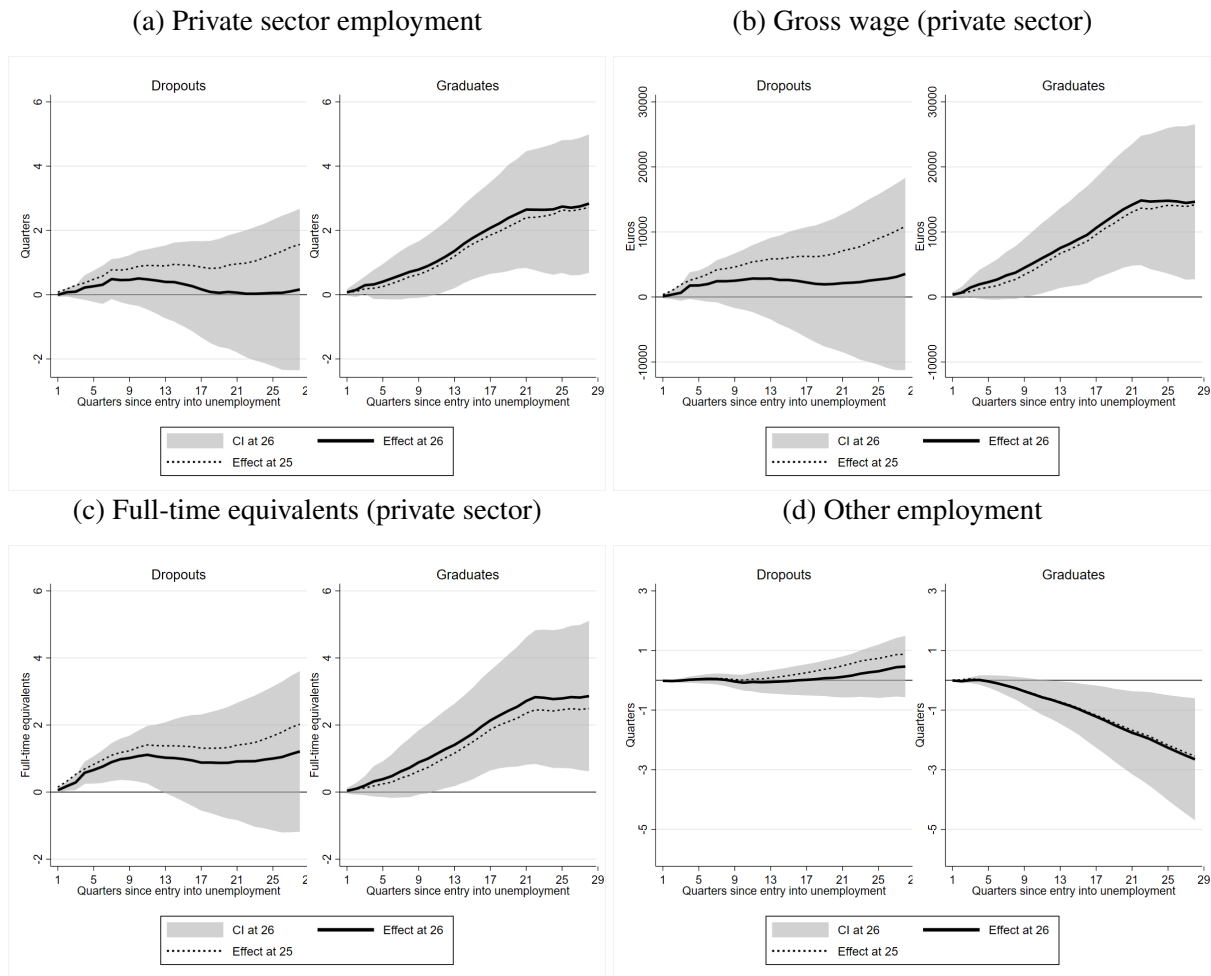 (a) Private sector employment
Dropouts
Graduates
Quarters
6
4
2
0
-2
1 5 9 13 17 21 25 2
Quarters since entry into unemployment
Quarters
6
4
2
0
-2
1 5 9 13 17 21 25 29
Quarters since entry into unemployment
CI at 26
Effect at 26
Effect at 25
(b) Gross wage (private sector)
Dropouts
Graduates
Euros
30000
20000
10000
0
-10000
1 5 9 13 17 21 25 2
Quarters since entry into unemployment
Euros
30000
20000
10000
0
-10000
1 5 9 13 17 21 25 29
Quarters since entry into unemployment
CI at 26
Effect at 26
Effect at 25
(c) Full-time equivalents (private sector)
Dropouts
Graduates
Full-time equivalents
6
4
2
0
-2
1 5 9 13 17 21 25 2
Quarters since entry into unemployment
Full-time equivalents
6
4
2
0
-2
1 5 9 13 17 21 25 29
Quarters since entry into unemployment
CI at 26
Effect at 26
Effect at 25
(d) Other employment
Dropouts
Graduates
Quarters
3
1
-1
-3
-5
1 5 9 13 17 21 25 2
Quarters since entry into unemployment
Quarters
3
1
-1
-3
-5
1 5 9 13 17 21 25 29
Quarters since entry into unemployment
CI at 26
Effect at 26
Effect at 25